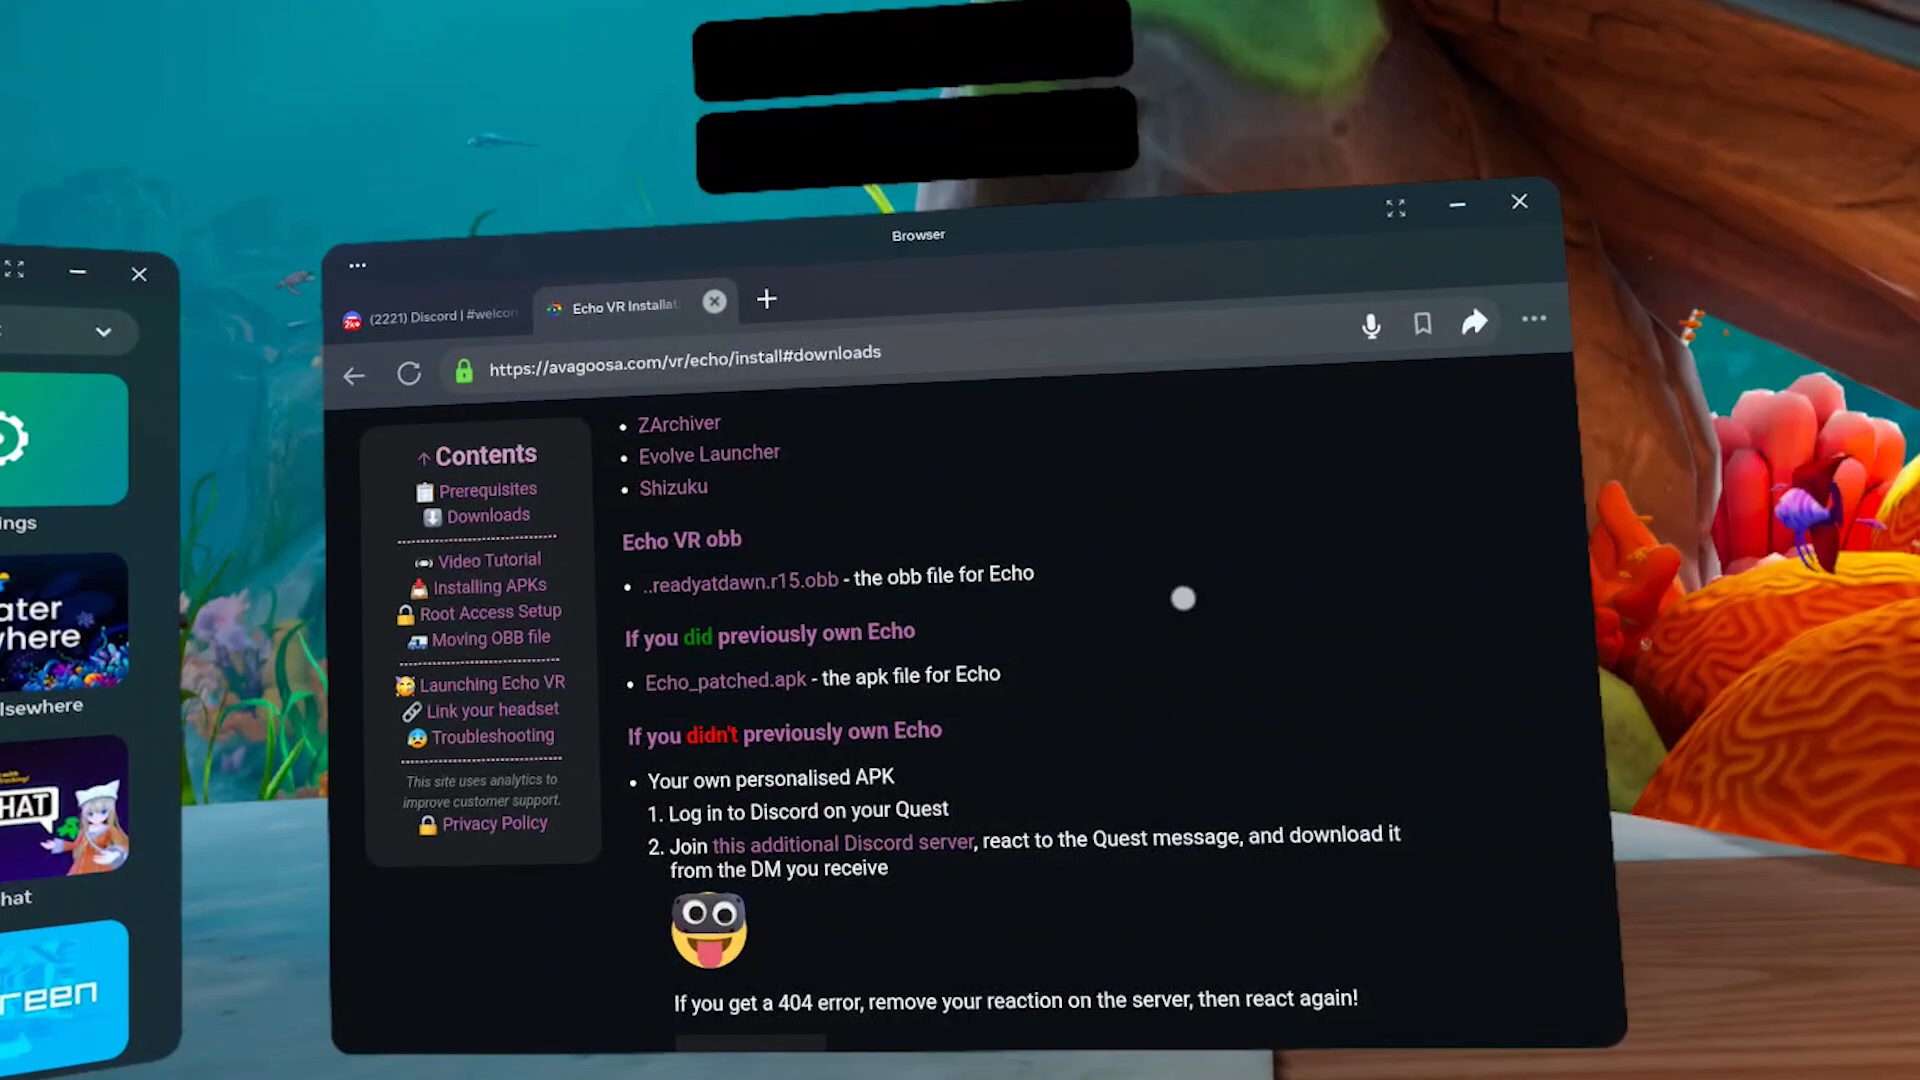 Browser
(2221) Discord | #welcon
Echo VR Installat
https://avagoosa.com/vr/echo/install#downloads
ings
ater
where
lsewhere
HAT
hat
reen
↑ Contents
Prerequisites
Downloads
Video Tutorial
Installing APKs
Root Access Setup
Moving OBB file
Launching Echo VR
Link your headset
Troubleshooting
This site uses analytics to
improve customer support.
Privacy Policy
• ZArchiver
• Evolve Launcher
• Shizuku
Echo VR obb
• ..readyatdawn.r15.obb - the obb file for Echo
If you did previously own Echo
• Echo_patched.apk - the apk file for Echo
If you didn't previously own Echo
• Your own personalised APK
1. Log in to Discord on your Quest
2. Join this additional Discord server, react to the Quest message, and download it
from the DM you receive
If you get a 404 error, remove your reaction on the server, then react again!